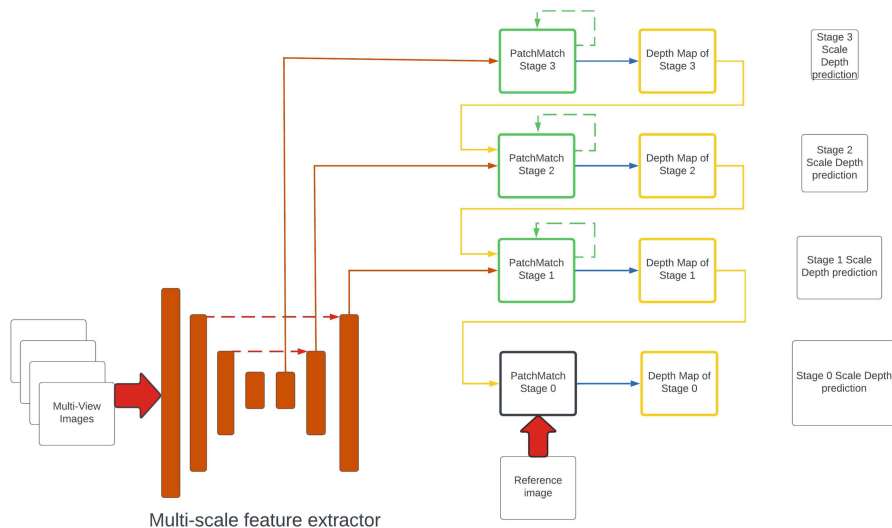 PatchMatch
Stage 3
Depth Map of
Stage 3
Stage 3
Scale
Depth
prediction
PatchMatch
Stage 2
Depth Map of
Stage 2
Stage 2
Scale Depth
prediction
PatchMatch
Stage 1
Depth Map of
Stage 1
Stage 1 Scale
Depth prediction
Multi-View
Images
PatchMatch
Stage 0
Depth Map of
Stage 0
Stage 0 Scale Depth
prediction
Reference
image
Multi-scale feature extractor